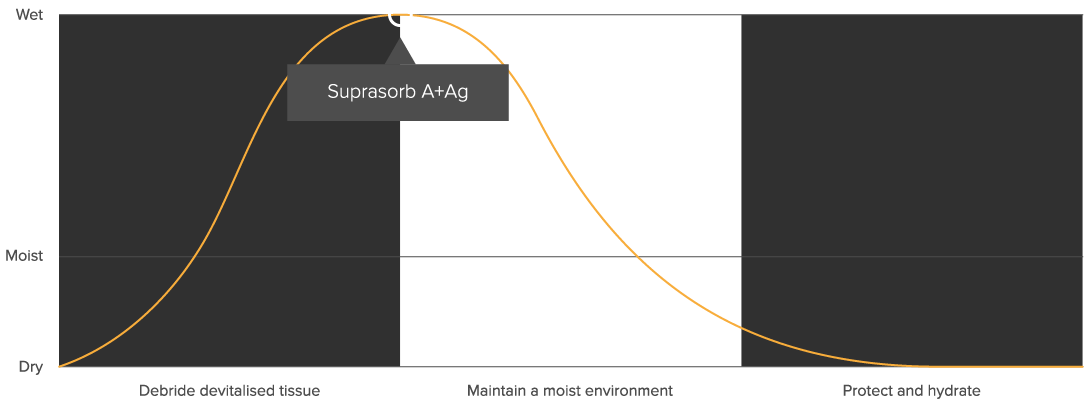 Wet
Suprasorb A+Ag
Moist
Dry
Debride devitalised tissue
Maintain a moist environment
Protect and hydrate